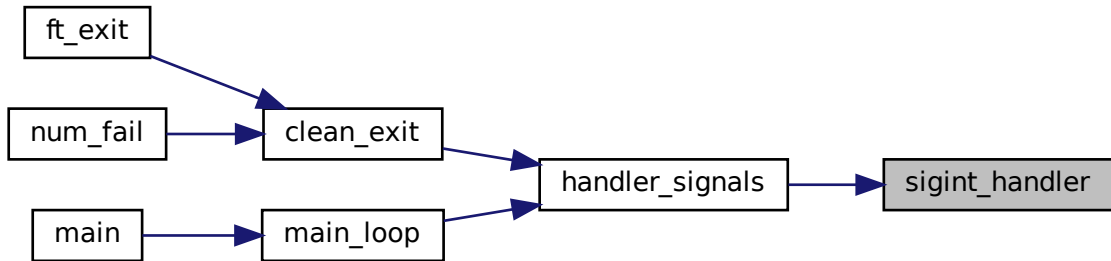 ft_exit
num_fail
clean_exit
handler_signals
sigint_handler
main
main_loop